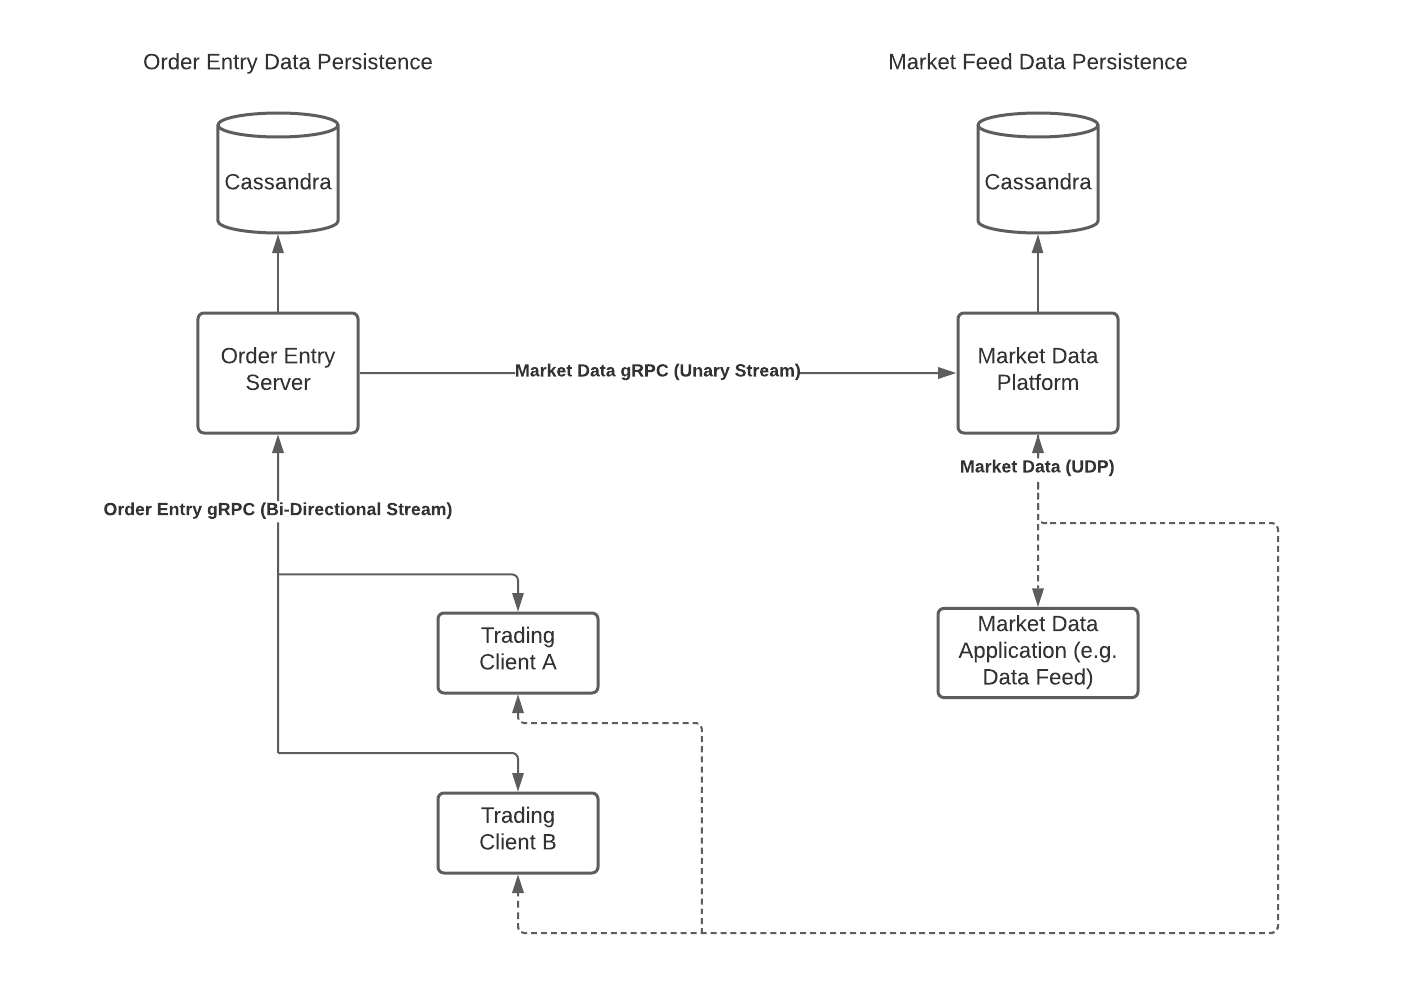 Order Entry Data Persistence
Market Feed Data Persistence
Cassandra
Cassandra
Order Entry
Server
Market Data gRPC (Unary Stream)
Market Data
Platform
Market Data (UDP)
Order Entry gRPC (Bi-Directional Stream)
Trading
Client A
Market Data
Application (e.g.
Data Feed)
Trading
Client B